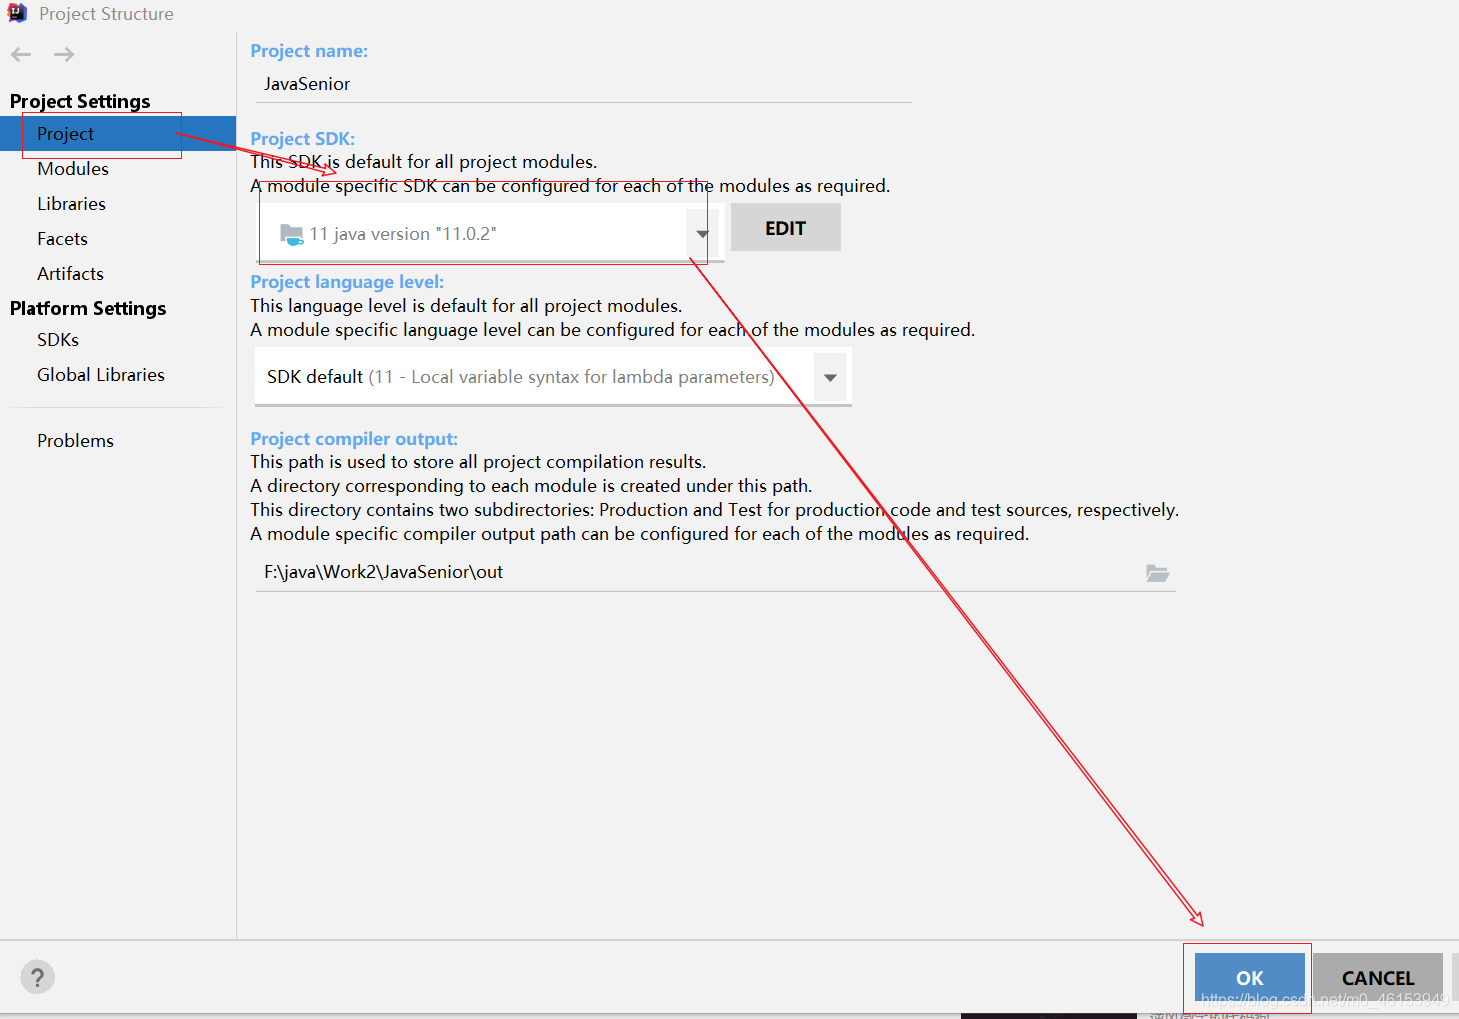 Project Structure
Project Settings
Project
Modules
Libraries
Facets
Artifacts
Platform Settings
SDKs
Global Libraries
Problems
Project name:
JavaSenior
Project SDK:
This SDK is default for all project modules.
A module specific SDK can be configured for each of the modules as required.
11 java version "11.0.2"
EDIT
Project language level:
This language level is default for all project modules.
A module specific language level can be configured for each of the modules as required.
SDK default (11 - Local variable syntax for lambda parameters)
Project compiler output:
This path is used to store all project compilation results.
A directory corresponding to each module is created under this path.
This directory contains two subdirectories: Production and Test for production code and test sources, respectively.
A module specific compiler output path can be configured for each of the modules as required.
F:\java\Work2\JavaSenior\out
?
OK
CANCEL
https://blog.csdn.net/m0_46153949